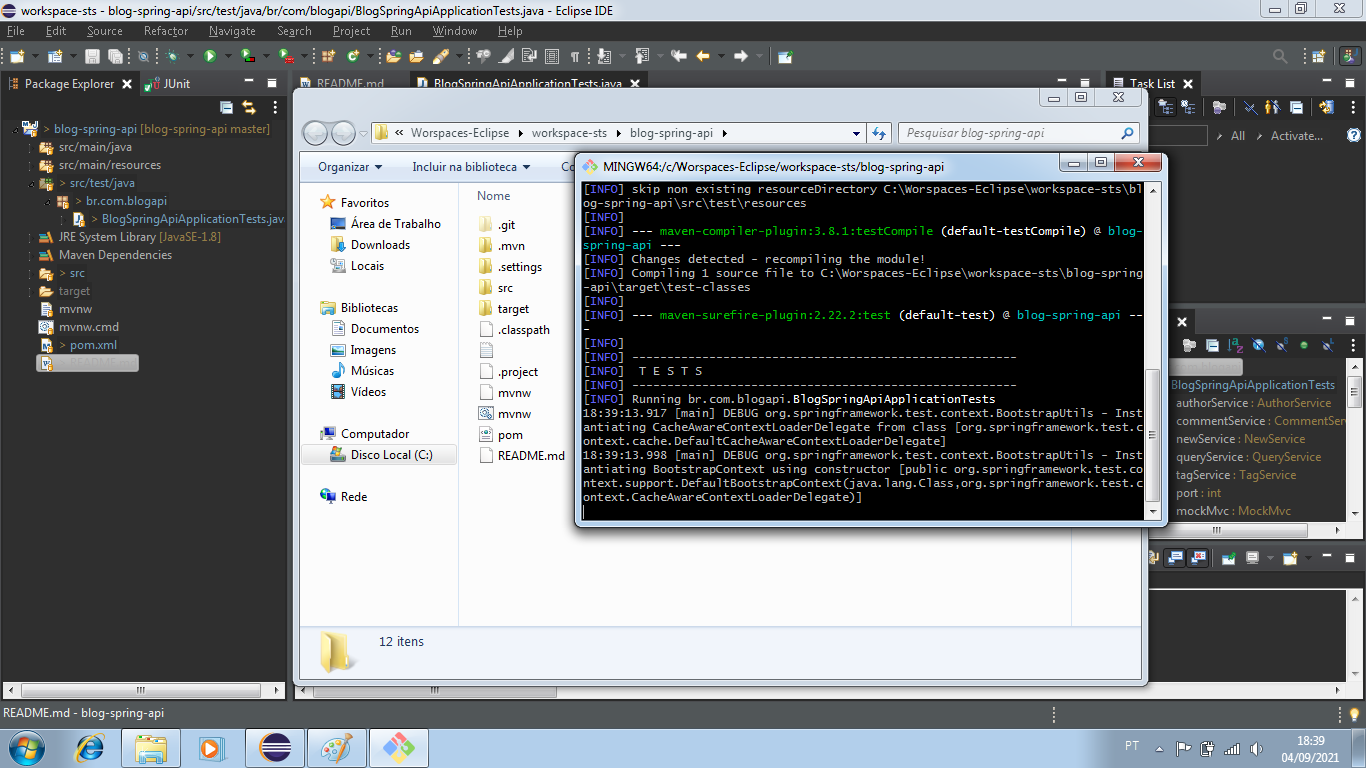 workspace-sts - blog-spring-api/src/test/java/br/com/blogapi/BlogSpringApiApplicationTests.java - Eclipse IDE
File Edit Source Refactor Navigate Search Project Run Window Help
Package Explorer
JUnit
README.md
BlogSpringApiApplicationTests.java
Task List
> blog-spring-api [blog-spring-api master]
src/main/java
src/main/resources
> src/test/java
> br.com.blogapi
> BlogSpringApiApplicationTests.jav
JRE System Library [JavaSE-1.8]
Maven Dependencies
> src
target
mvnw
mvnw.cmd
> pom.xml
All
Activate...
Worspaces-Eclipse
workspace-sts
blog-spring-api
Pesquisar blog-spring-api
Organizar
Incluir na biblioteca
Co
Favoritos
Área de Trabalho
Downloads
Locais
Bibliotecas
Documentos
Imagens
Músicas
Vídeos
Computador
Disco Local (C:)
Rede
Nome
.git
.mvn
.settings
src
target
.classpath
.project
mvnw
mvnw
pom
README.md
12 itens
MINGW64:/c/Worspaces-Eclipse/workspace-sts/blog-spring-api
[INFO] skip non existing resourceDirectory C:\Worspaces-Eclipse\workspace-sts\bl
og-spring-api\src\test\resources
[INFO]
[INFO] --- maven-compiler-plugin:3.8.1:testCompile (default-testCompile) @ blog-
spring-api ---
[INFO] Changes detected - recompiling the module!
[INFO] Compiling 1 source file to C:\Worspaces-Eclipse\workspace-sts\blog-spring
-api\target\test-classes
[INFO]
[INFO] --- maven-surefire-plugin:2.22.2:test (default-test) @ blog-spring-api --
-
[INFO]
[INFO] -------------------------------------------------------
[INFO]  T E S T S
[INFO] -------------------------------------------------------
[INFO] Running br.com.blogapi.BlogSpringApiApplicationTests
18:39:13.917 [main] DEBUG org.springframework.test.context.BootstrapUtils - Inst
antiating CacheAwareContextLoaderDelegate from class [org.springframework.test.c
ontext.cache.DefaultCacheAwareContextLoaderDelegate]
18:39:13.998 [main] DEBUG org.springframework.test.context.BootstrapUtils - Inst
antiating BootstrapContext using constructor [public org.springframework.test.co
ntext.support.DefaultBootstrapContext(java.lang.Class,org.springframework.test.c
ontext.CacheAwareContextLoaderDelegate)]
BlogSpringApiApplicationTests
authorService : AuthorService
commentService : CommentServ
newService : NewService
queryService : QueryService
tagService : TagService
port : int
mockMvc : MockMvc
README.md - blog-spring-api
PT
18:39
04/09/2021